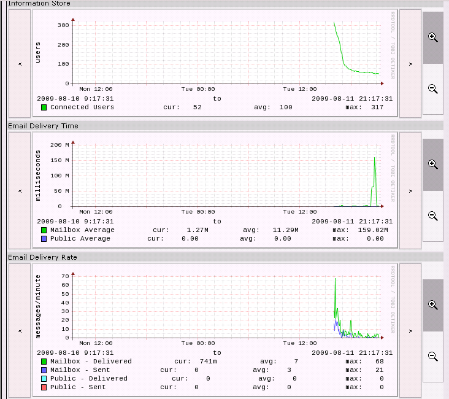 Information Store
300
200
100
0
users
Mon 12:00 Tue 00:00 Tue 12:00
2009-08-10 9:17:31 to 2009-08-11 21:17:31
Connected Users cur: 52 avg: 100 max: 317
Email Delivery Time
200 M
150 M
100 M
50 M
0
milliseconds
Mon 12:00 Tue 00:00 Tue 12:00
2009-08-10 9:17:31 to 2009-08-11 21:17:31
Mailbox Average cur: 1.27M avg: 11.29M max: 159.02M
Public Average cur: 0.00 avg: 0.00 max: 0.00
Email Delivery Rate
70
60
50
40
30
20
10
0
messages/minute
Mon 12:00 Tue 00:00 Tue 12:00
2009-08-10 9:17:31 to 2009-08-11 21:17:31
Mailbox - Delivered cur: 741m avg: 7 max: 68
Mailbox - Sent cur: 0 avg: 3 max: 21
Public - Delivered cur: 0 avg: 0 max: 0
Public - Sent cur: 0 avg: 0 max: 0